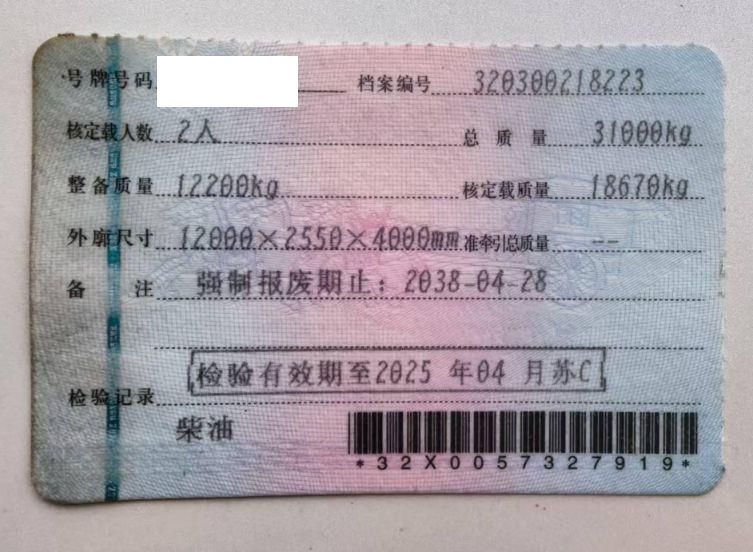 号牌号码 档案编号 320300218223
核定载人数 2人 总质量 31000kg
整备质量 12200kg 核定载质量 18670kg
外廓尺寸 12000×2550×4000mm 准牵引总质量 --
备注 强制报废期止：2038-04-28
检验有效期至2025 年04 月苏C
检验记录
柴油
*32X0057327919*